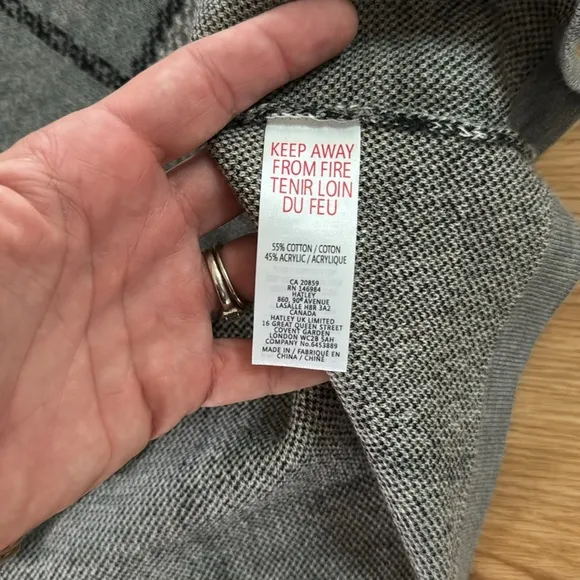 KEEP AWAY
FROM FIRE
TENIR LOIN
DU FEU
55% COTTON / COTON
45% ACRYLIC / ACRYLIQUE
CA 20859
RN 146984
HATLEY
860, 90e AVENUE
LASALLE H8R 3A2
CANADA
HATLEY UK LIMITED
16 GREAT QUEEN STREET
COVENT GARDEN
LONDON WC2B 5AH
COMPANY No.6453889
MADE IN / FABRIQUÉ EN
CHINA / CHINE